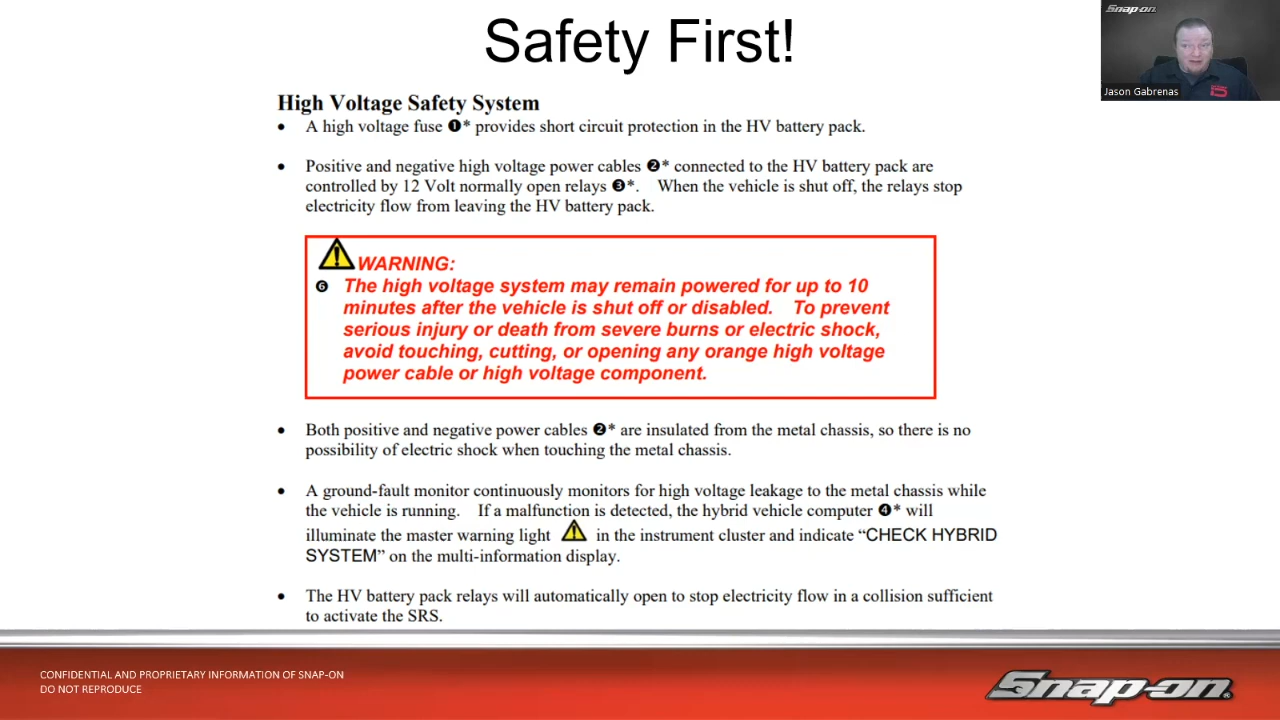 Safety First!
Snap-on
Jason Gabrenas
High Voltage Safety System
• A high voltage fuse ❶* provides short circuit protection in the HV battery pack.
• Positive and negative high voltage power cables ❷* connected to the HV battery pack are
controlled by 12 Volt normally open relays ❸*. When the vehicle is shut off, the relays stop
electricity flow from leaving the HV battery pack.
WARNING:
❻ The high voltage system may remain powered for up to 10
minutes after the vehicle is shut off or disabled. To prevent
serious injury or death from severe burns or electric shock,
avoid touching, cutting, or opening any orange high voltage
power cable or high voltage component.
• Both positive and negative power cables ❷* are insulated from the metal chassis, so there is no
possibility of electric shock when touching the metal chassis.
• A ground-fault monitor continuously monitors for high voltage leakage to the metal chassis while
the vehicle is running. If a malfunction is detected, the hybrid vehicle computer ❹* will
illuminate the master warning light in the instrument cluster and indicate “CHECK HYBRID
SYSTEM” on the multi-information display.
• The HV battery pack relays will automatically open to stop electricity flow in a collision sufficient
to activate the SRS.
CONFIDENTIAL AND PROPRIETARY INFORMATION OF SNAP-ON
DO NOT REPRODUCE
Snap-on®